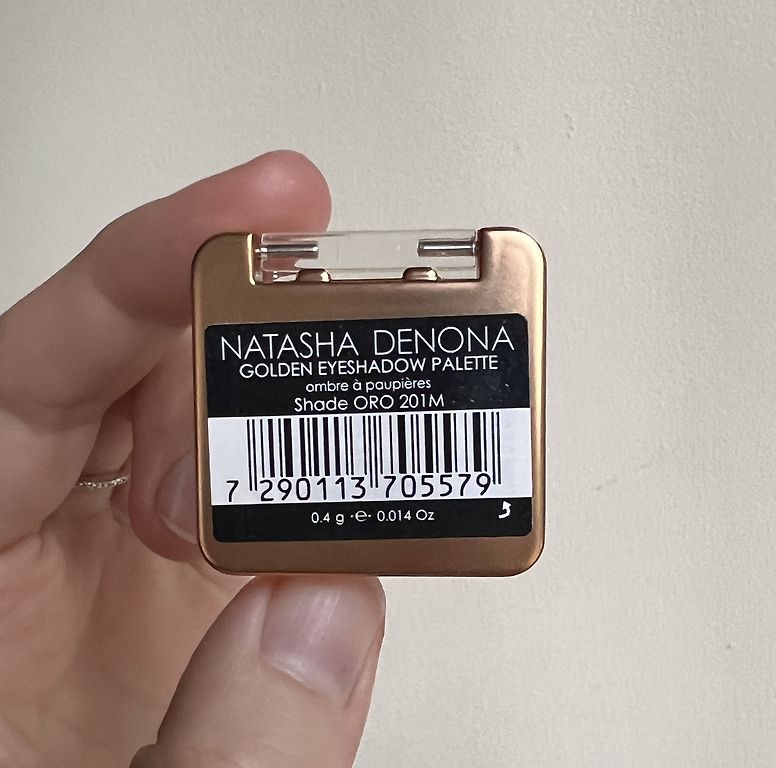 NATASHA DENONA
GOLDEN EYESHADOW PALETTE
ombre à paupières
Shade ORO 201M
7 290113 705579
0.4 g ·e· 0.014 Oz